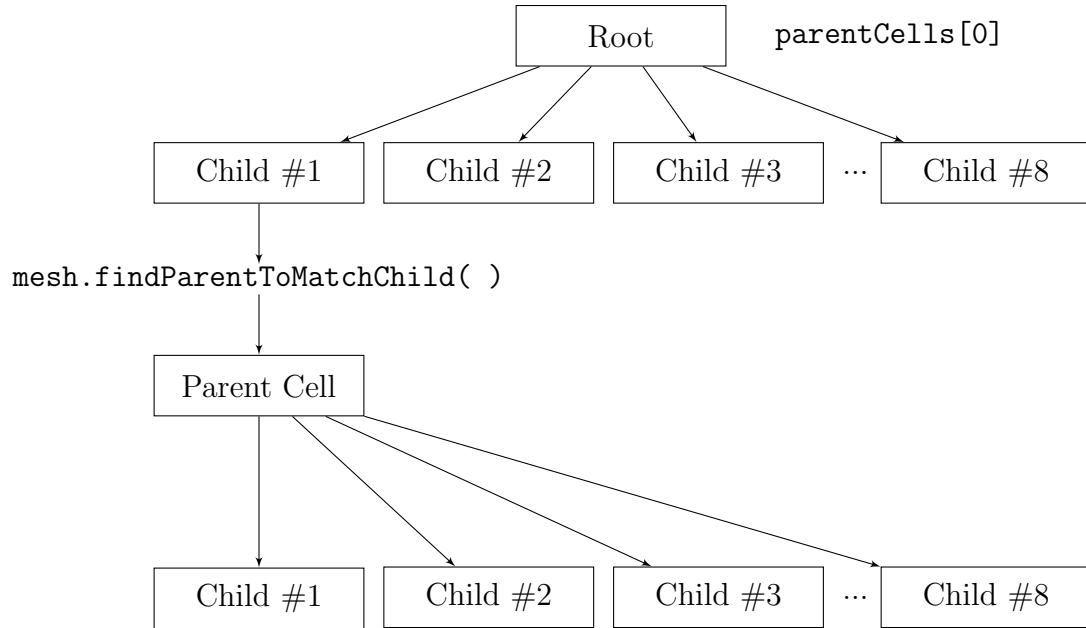 Root
parentCells[0]
Child #1
Child #2
Child #3
...
Child #8
mesh.findParentToMatchChild( )
Parent Cell
Child #1
Child #2
Child #3
...
Child #8